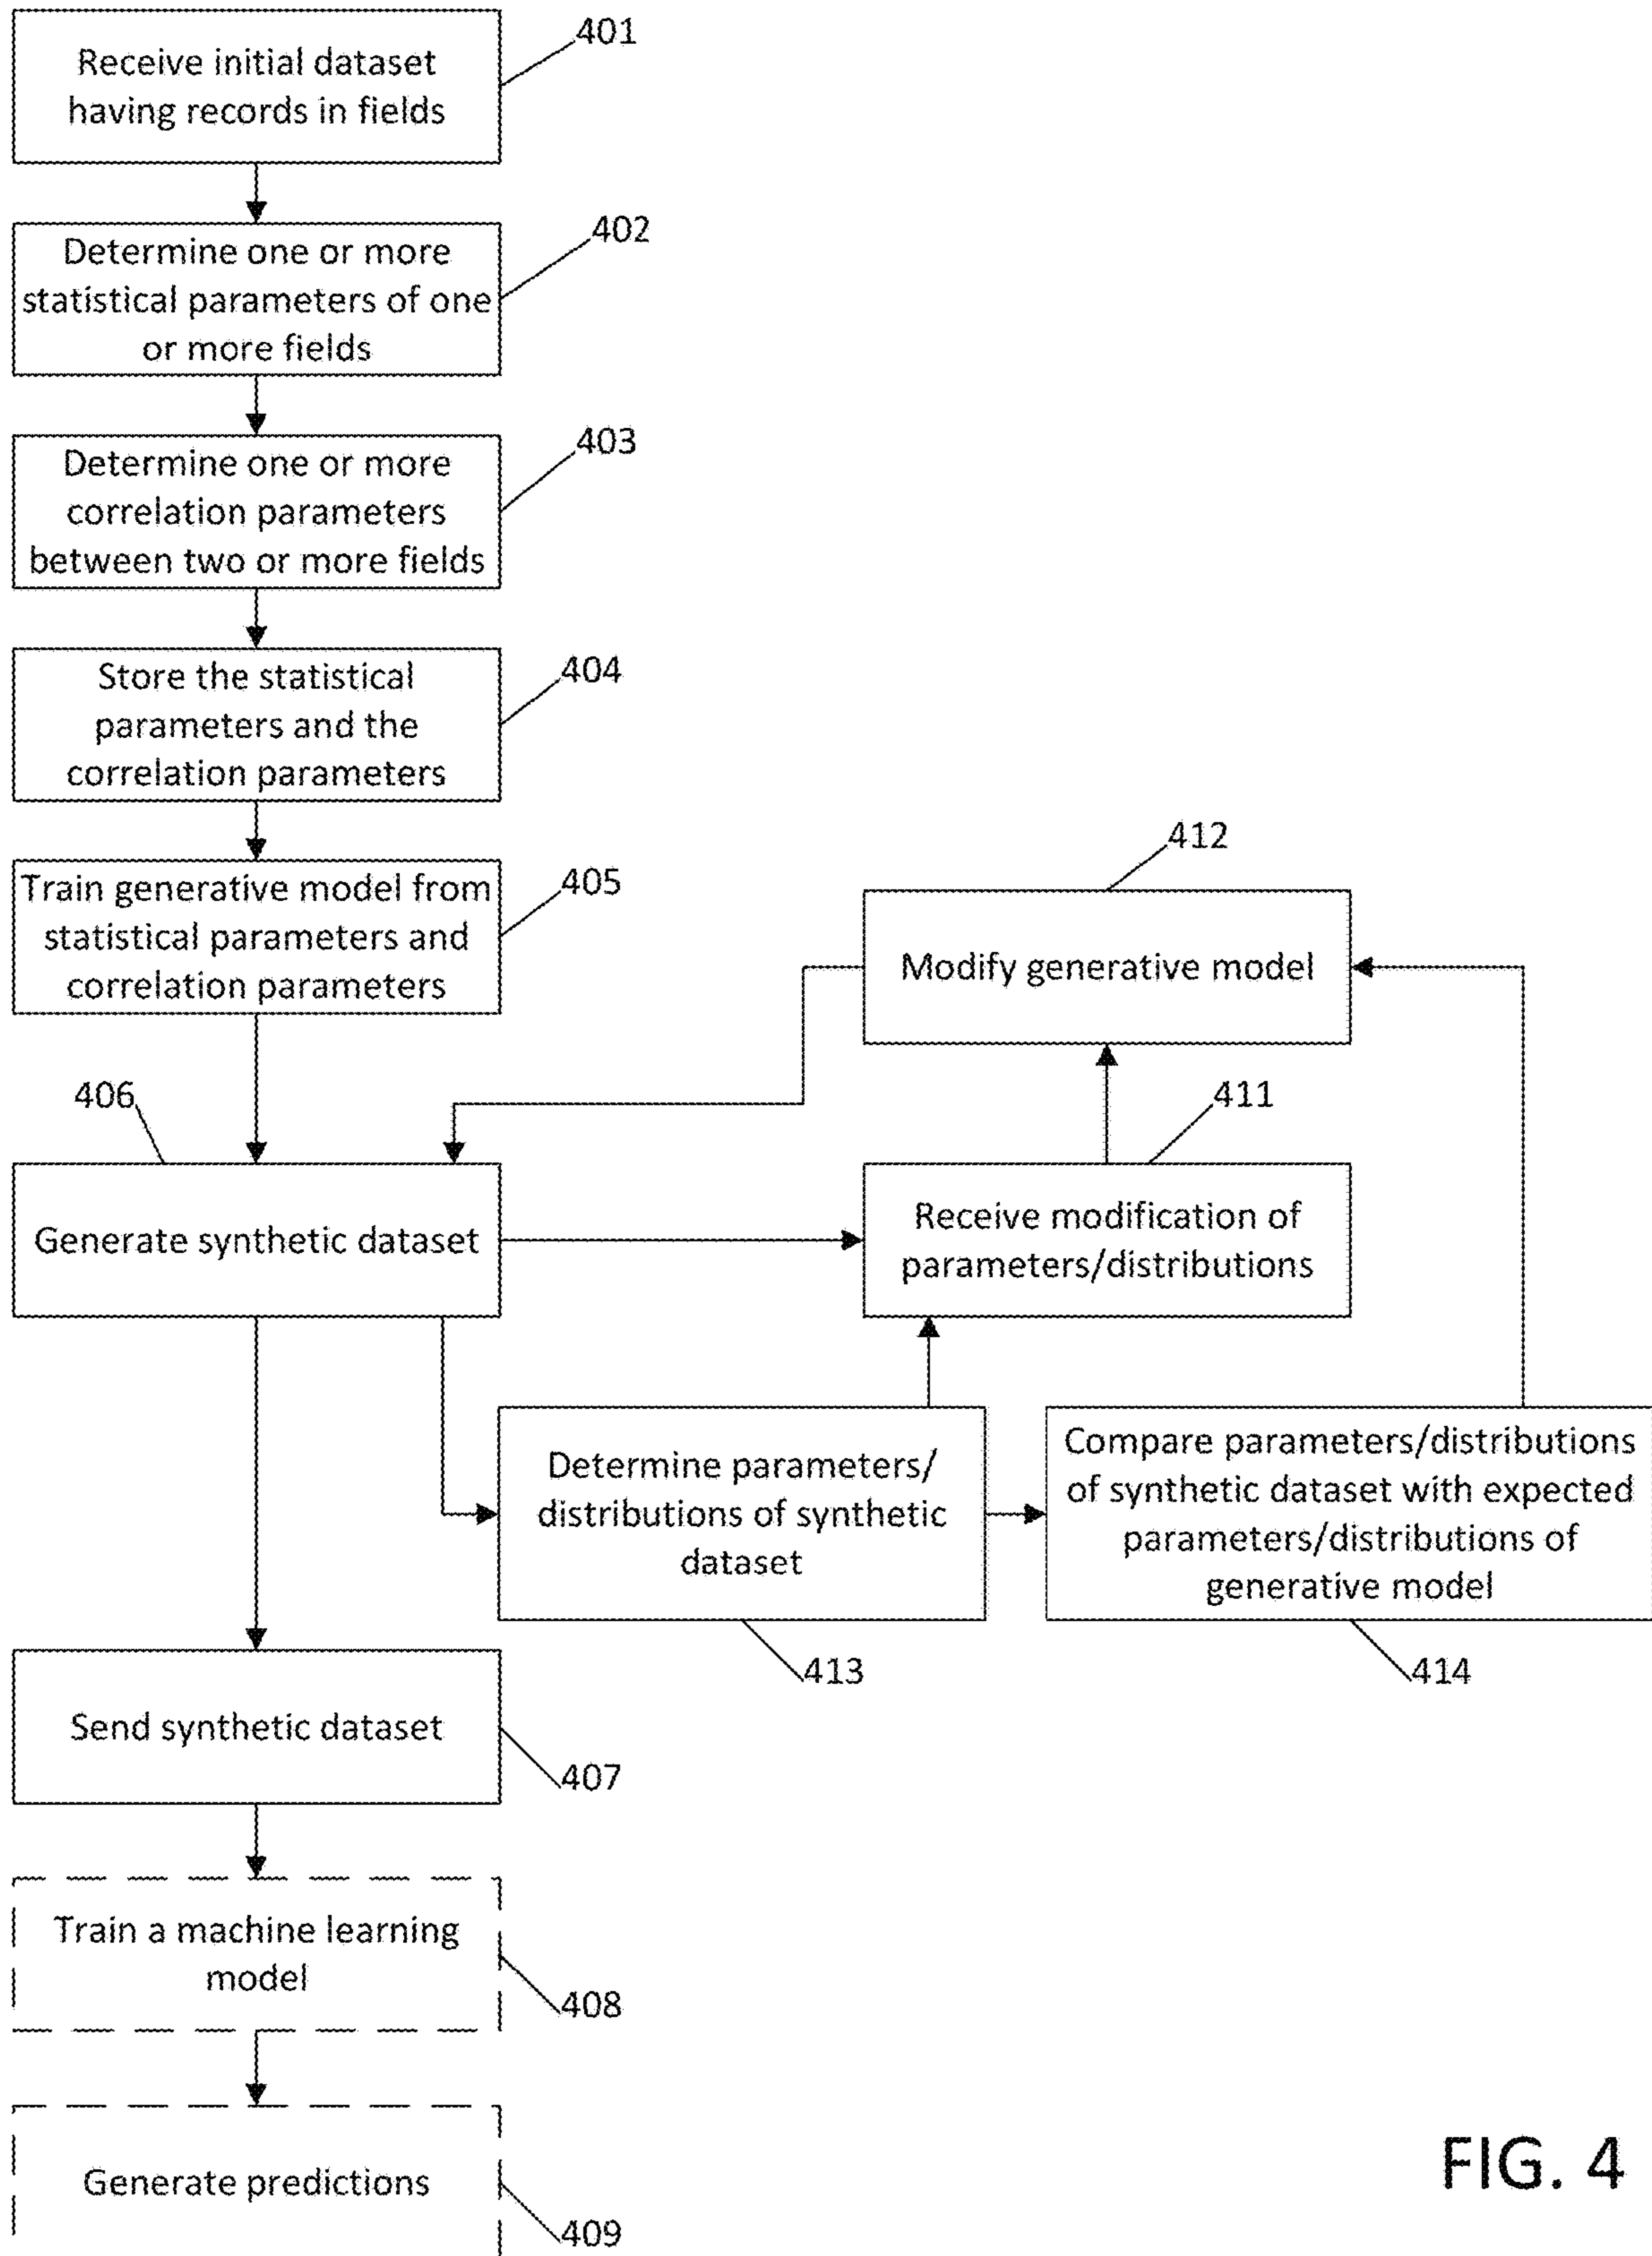 401
Receive initial dataset
having records in fields
402
Determine one or more
statistical parameters of one
or more fields
403
Determine one or more
correlation parameters
between two or more fields
404
Store the statistical
parameters and the
correlation parameters
405
Train generative model from
statistical parameters and
correlation parameters
412
Modify generative model
406
Generate synthetic dataset
411
Receive modification of
parameters/distributions
Determine parameters/
distributions of synthetic
dataset
413
Compare parameters/distributions
of synthetic dataset with expected
parameters/distributions of
generative model
414
Send synthetic dataset
407
Train a machine learning
model
408
Generate predictions
409
FIG. 4